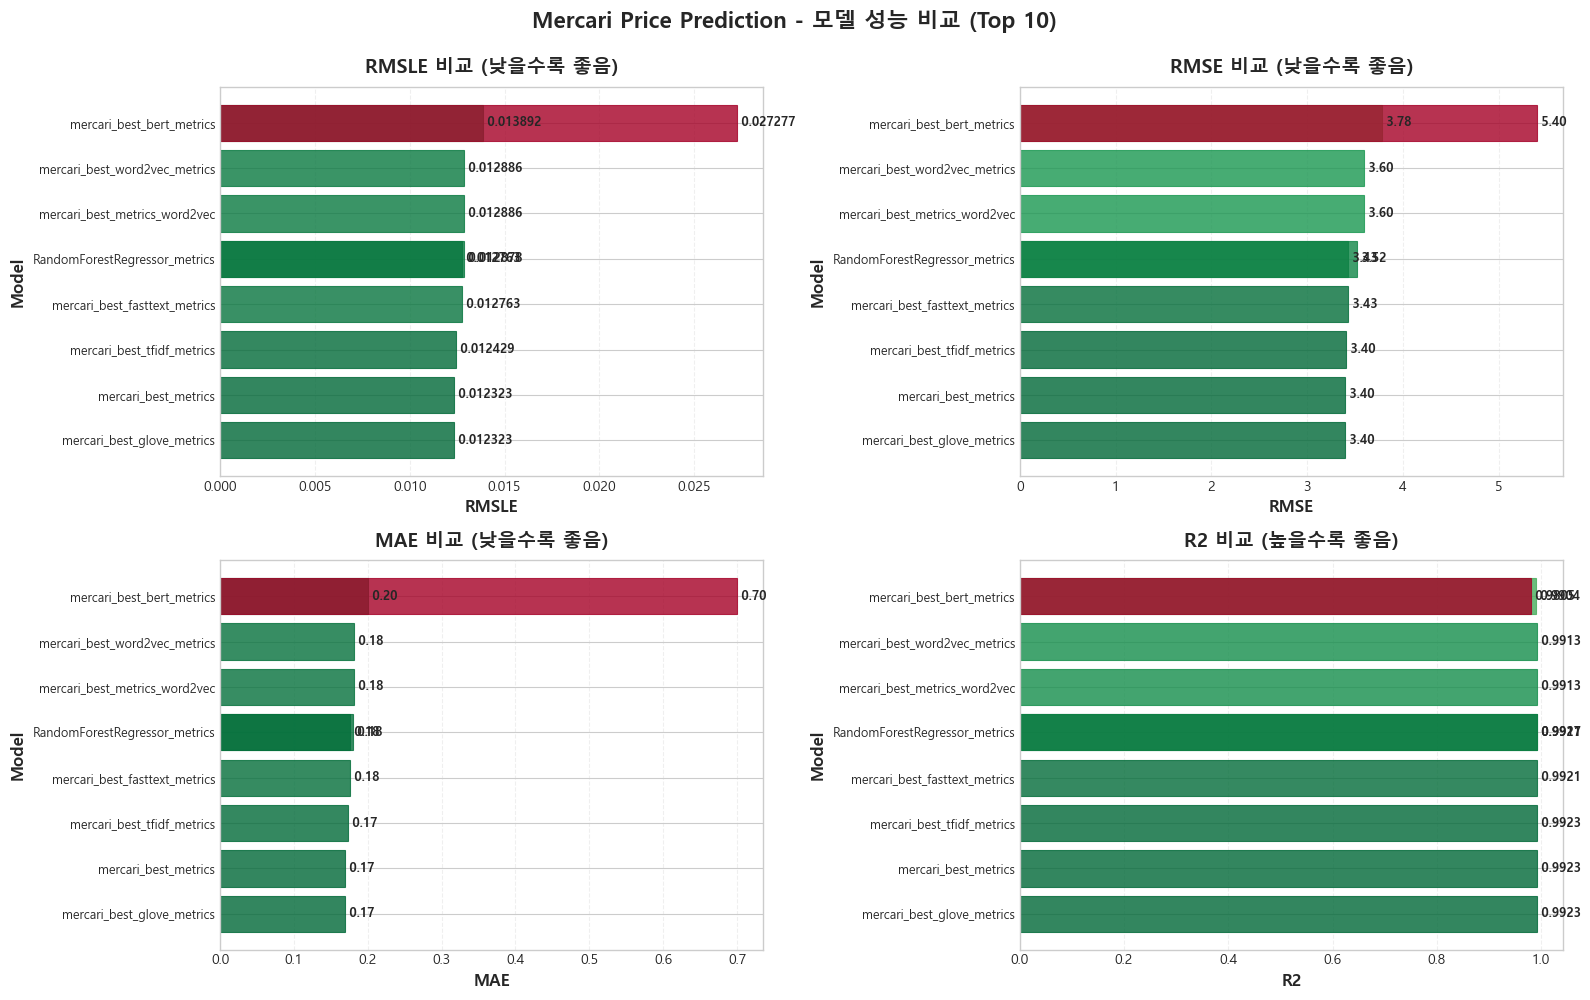 Mercari Price Prediction - 모델 성능 비교 (Top 10)
RMSLE 비교 (낮을수록 좋음)
Model
mercari_best_bert_metrics
0.013892
0.027277
mercari_best_word2vec_metrics
0.012886
mercari_best_metrics_word2vec
0.012886
RandomForestRegressor_metrics
mercari_best_fasttext_metrics
0.012763
mercari_best_tfidf_metrics
0.012429
mercari_best_metrics
0.012323
mercari_best_glove_metrics
0.012323
0.000 0.005 0.010 0.015 0.020 0.025
RMSLE
RMSE 비교 (낮을수록 좋음)
Model
mercari_best_bert_metrics
3.78
5.40
mercari_best_word2vec_metrics
3.60
mercari_best_metrics_word2vec
3.60
RandomForestRegressor_metrics
3.43
3.52
mercari_best_fasttext_metrics
3.43
mercari_best_tfidf_metrics
3.40
mercari_best_metrics
3.40
mercari_best_glove_metrics
3.40
0 1 2 3 4 5
RMSE
MAE 비교 (낮을수록 좋음)
Model
mercari_best_bert_metrics
0.20
0.70
mercari_best_word2vec_metrics
0.18
mercari_best_metrics_word2vec
0.18
RandomForestRegressor_metrics
0.18
0.18
mercari_best_fasttext_metrics
0.18
mercari_best_tfidf_metrics
0.17
mercari_best_metrics
0.17
mercari_best_glove_metrics
0.17
0.0 0.1 0.2 0.3 0.4 0.5 0.6 0.7
MAE
R2 비교 (높을수록 좋음)
Model
mercari_best_bert_metrics
mercari_best_word2vec_metrics
0.9913
mercari_best_metrics_word2vec
0.9913
RandomForestRegressor_metrics
mercari_best_fasttext_metrics
0.9921
mercari_best_tfidf_metrics
0.9923
mercari_best_metrics
0.9923
mercari_best_glove_metrics
0.9923
0.0 0.2 0.4 0.6 0.8 1.0
R2